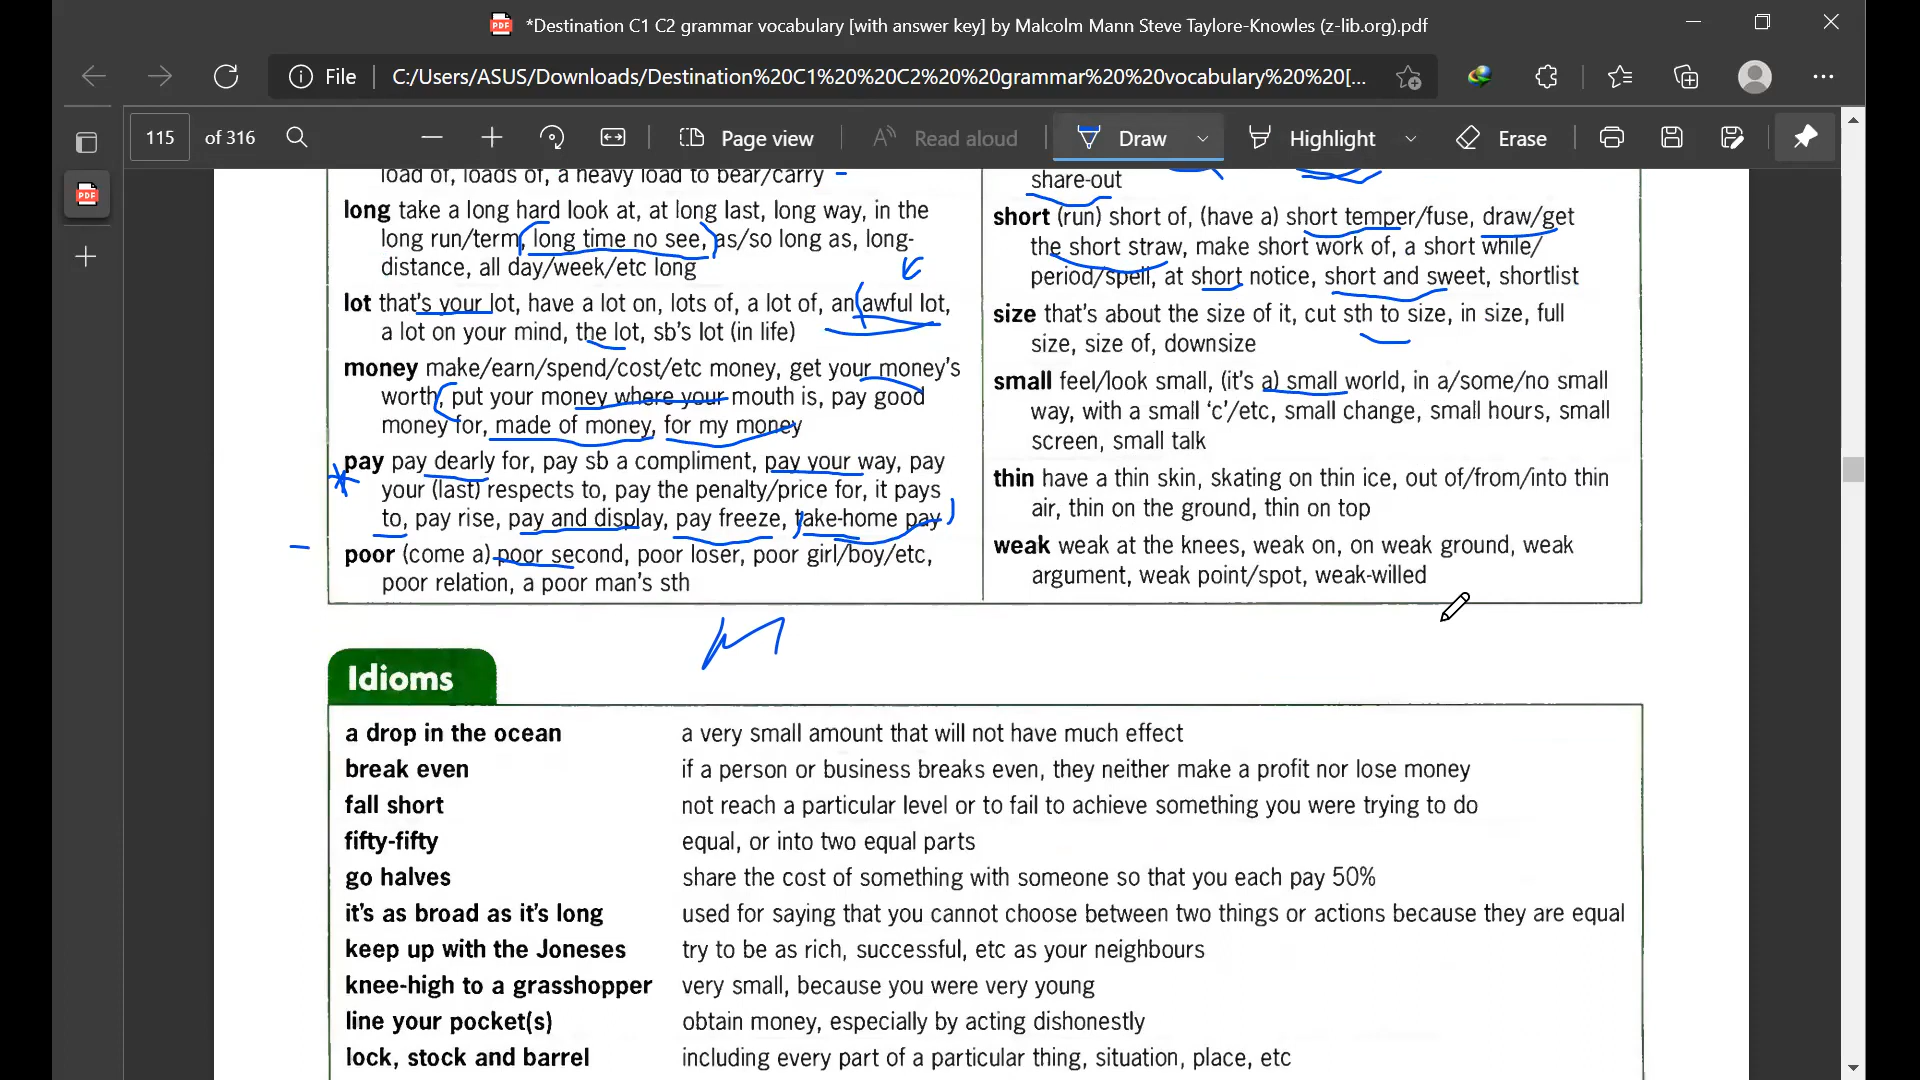 *Destination C1 C2 grammar vocabulary [with answer key] by Malcolm Mann Steve Taylore-Knowles (z-lib.org).pdf
File
C:/Users/ASUS/Downloads/Destination%20C1%20%20C2%20%20grammar%20%20vocabulary%20%20[...
115 of 316
Page view
Read aloud
Draw
Highlight
Erase
load of, loads of, a heavy load to bear/carry
long take a long hard look at, at long last, long way, in the
long run/term, long time no see, as/so long as, long-
distance, all day/week/etc long
lot that's your lot, have a lot on, lots of, a lot of, an awful lot,
a lot on your mind, the lot, sb's lot (in life)
money make/earn/spend/cost/etc money, get your money's
worth, put your money where your mouth is, pay good
money for, made of money, for my money
pay pay dearly for, pay sb a compliment, pay your way, pay
your (last) respects to, pay the penalty/price for, it pays
to, pay rise, pay and display, pay freeze, take-home pay
poor (come a) poor second, poor loser, poor girl/boy/etc,
poor relation, a poor man's sth
share-out
short (run) short of, (have a) short temper/fuse, draw/get
the short straw, make short work of, a short while/
period/spell, at short notice, short and sweet, shortlist
size that's about the size of it, cut sth to size, in size, full
size, size of, downsize
small feel/look small, (it's a) small world, in a/some/no small
way, with a small 'c'/etc, small change, small hours, small
screen, small talk
thin have a thin skin, skating on thin ice, out of/from/into thin
air, thin on the ground, thin on top
weak weak at the knees, weak on, on weak ground, weak
argument, weak point/spot, weak-willed
Idioms
a drop in the ocean a very small amount that will not have much effect
break even if a person or business breaks even, they neither make a profit nor lose money
fall short not reach a particular level or to fail to achieve something you were trying to do
fifty-fifty equal, or into two equal parts
go halves share the cost of something with someone so that you each pay 50%
it's as broad as it's long used for saying that you cannot choose between two things or actions because they are equal
keep up with the Joneses try to be as rich, successful, etc as your neighbours
knee-high to a grasshopper very small, because you were very young
line your pocket(s) obtain money, especially by acting dishonestly
lock, stock and barrel including every part of a particular thing, situation, place, etc